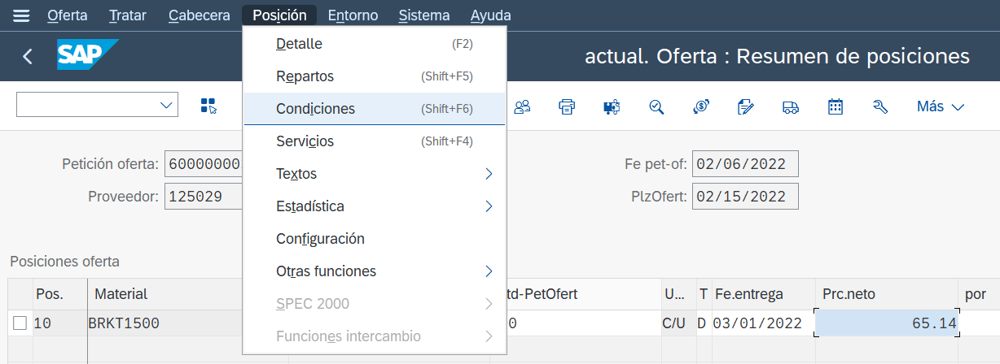 Oferta Tratar Cabecera Posición Entorno Sistema Ayuda
SAP actual. Oferta : Resumen de posiciones
Detalle (F2)
Repartos (Shift+F5)
Condiciones (Shift+F6)
Servicios (Shift+F4)
Textos
Estadística
Configuración
Otras funciones
SPEC 2000
Funciones intercambio
Más
Petición oferta: Fe pet-of: 02/06/2022
Proveedor: 125029 PlzOfert: 02/15/2022
Posiciones oferta
Pos. Material td-PetOfert U... T Fe.entrega Prc.neto por
10 BRKT1500 0 C/U D 03/01/2022 65.14